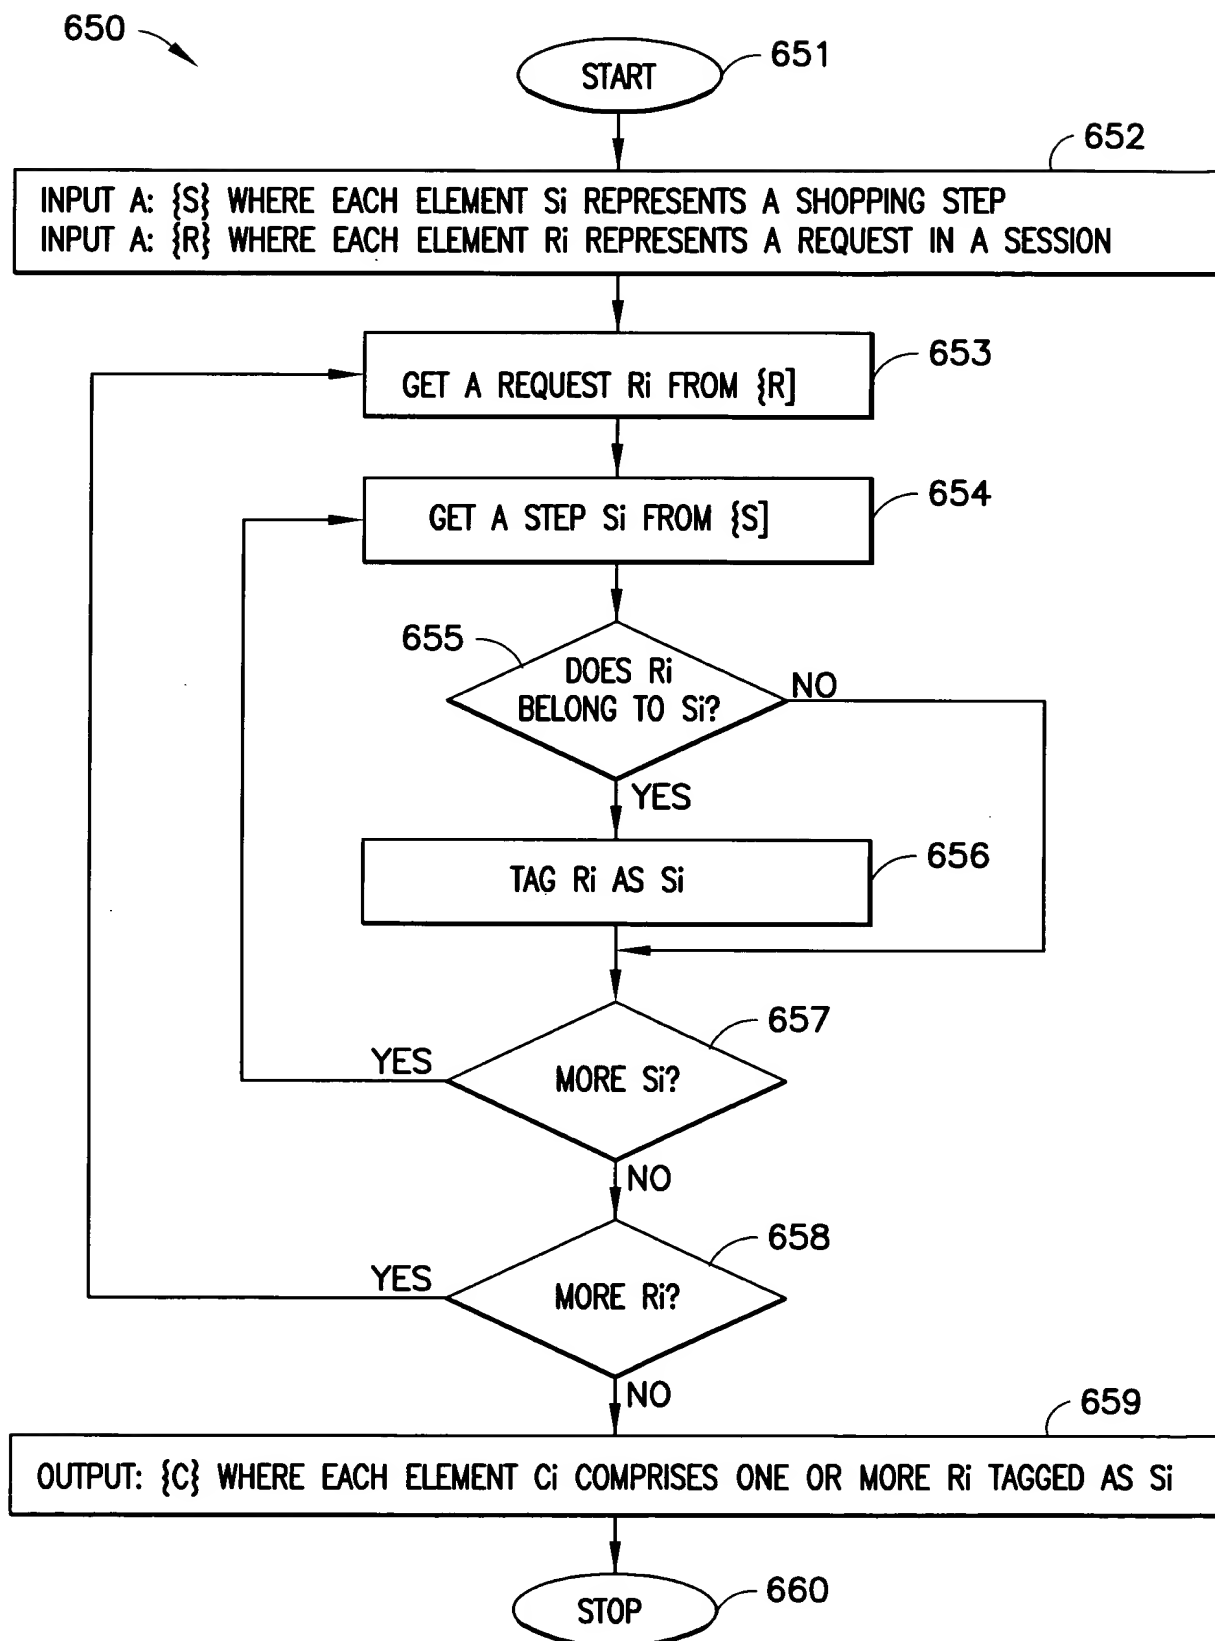 650
START
651
652
INPUT A: {S} WHERE EACH ELEMENT Si REPRESENTS A SHOPPING STEP
INPUT A: {R} WHERE EACH ELEMENT Ri REPRESENTS A REQUEST IN A SESSION
653
GET A REQUEST Ri FROM {R]
654
GET A STEP Si FROM {S]
655
DOES Ri
BELONG TO Si?
NO
YES
656
TAG Ri AS Si
657
YES
MORE Si?
NO
658
YES
MORE Ri?
NO
659
OUTPUT: {C} WHERE EACH ELEMENT Ci COMPRISES ONE OR MORE Ri TAGGED AS Si
STOP
660